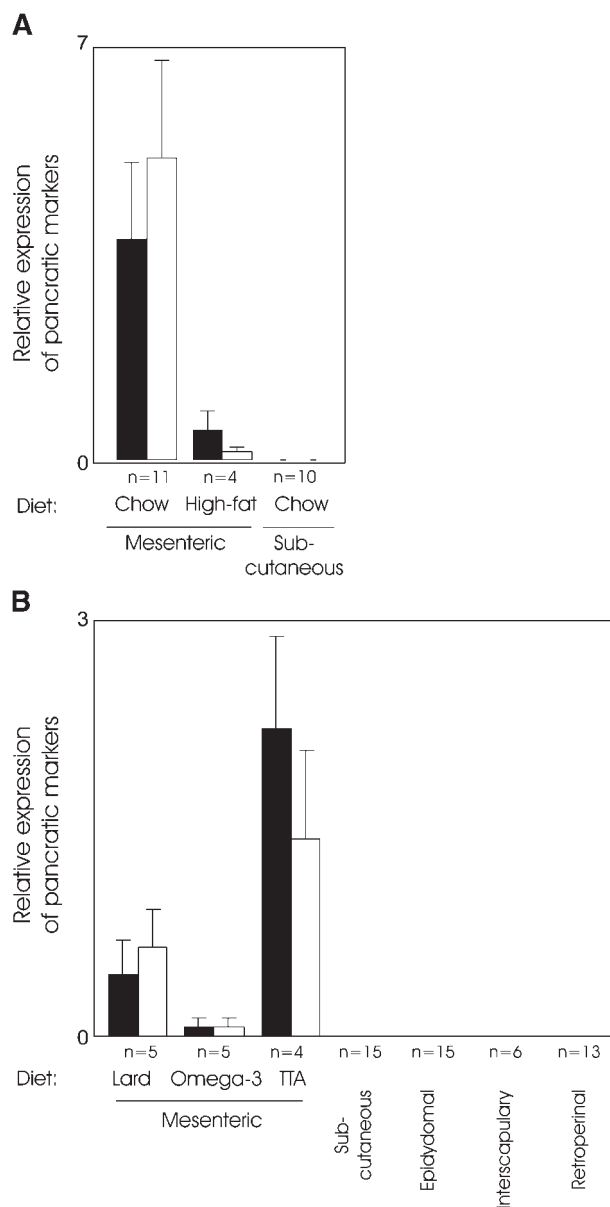 A
7
Relative expression
of pancratic markers
0
n=11 n=4 n=10
Diet: Chow High-fat Chow
Mesenteric Sub-
cutaneous
B
3
Relative expression
of pancratic markers
0
n=5 n=5 n=4 n=15 n=15 n=6 n=13
Diet: Lard Omega-3 TTA
Mesenteric
Sub-
cutaneous
Epidydomal
Interscapulary
Retroperinal